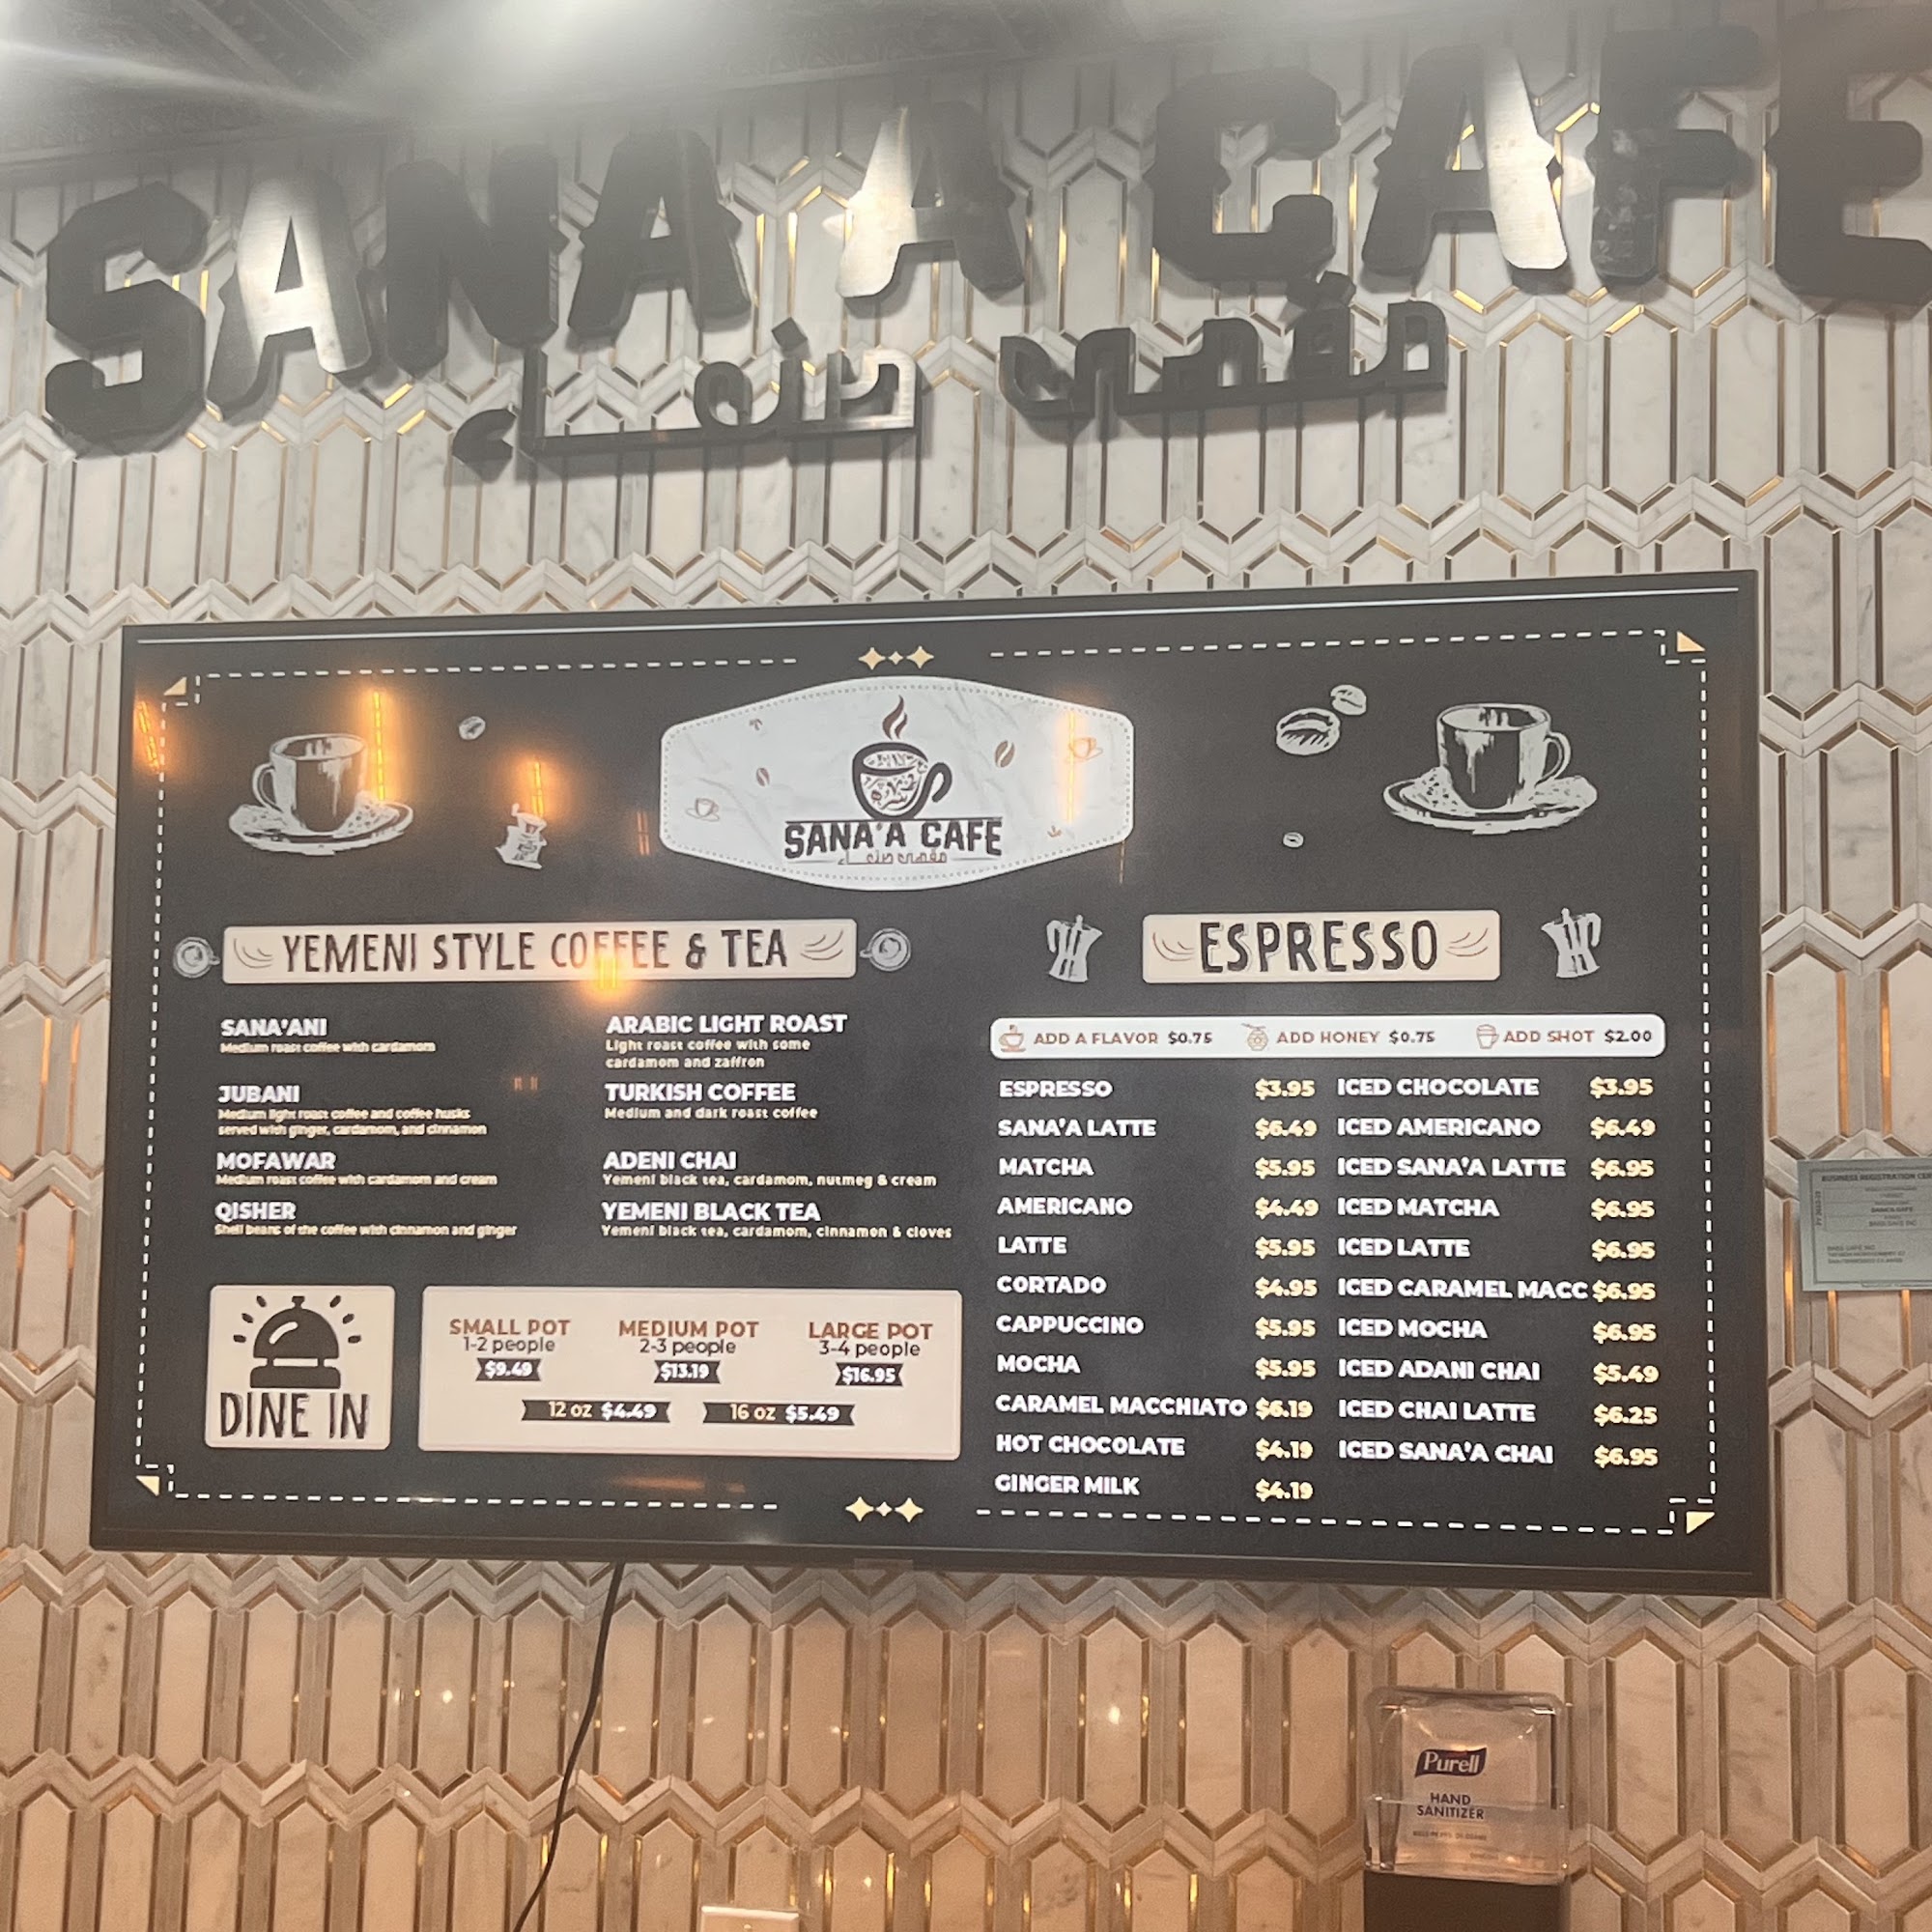 SANA'A CAFE
مقهى صنعاء
SANA'A CAFE
مقهى صنعاء
YEMENI STYLE COFFEE & TEA
SANA'ANI
Medium roast coffee with cardamom
JUBANI
Medium light roast coffee and coffee husks
served with ginger, cardamom, and cinnamon
MOFAWAR
Medium roast coffee with cardamom and cream
QISHER
Shell beans of the coffee with cinnamon and ginger
ARABIC LIGHT ROAST
Light roast coffee with some
cardamom and zaffron
TURKISH COFFEE
Medium and dark roast coffee
ADENI CHAI
Yemeni black tea, cardamom, nutmeg & cream
YEMENI BLACK TEA
Yemeni black tea, cardamom, cinnamon & cloves
DINE IN
SMALL POT
1-2 people
$9.49
MEDIUM POT
2-3 people
$13.19
LARGE POT
3-4 people
$16.95
12 oz $4.49
16 oz $5.49
ESPRESSO
ADD A FLAVOR $0.75
ADD HONEY $0.75
ADD SHOT $2.00
ESPRESSO $3.95
SANA'A LATTE $6.49
MATCHA $5.95
AMERICANO $4.49
LATTE $5.95
CORTADO $4.95
CAPPUCCINO $5.95
MOCHA $5.95
CARAMEL MACCHIATO $6.19
HOT CHOCOLATE $4.19
GINGER MILK $4.19
ICED CHOCOLATE $3.95
ICED AMERICANO $6.49
ICED SANA'A LATTE $6.95
ICED MATCHA $6.95
ICED LATTE $6.95
ICED CARAMEL MACC $6.95
ICED MOCHA $6.95
ICED ADANI CHAI $5.49
ICED CHAI LATTE $6.25
ICED SANA'A CHAI $6.95
BUSINESS REGISTRATION
Purell
HAND
SANITIZER